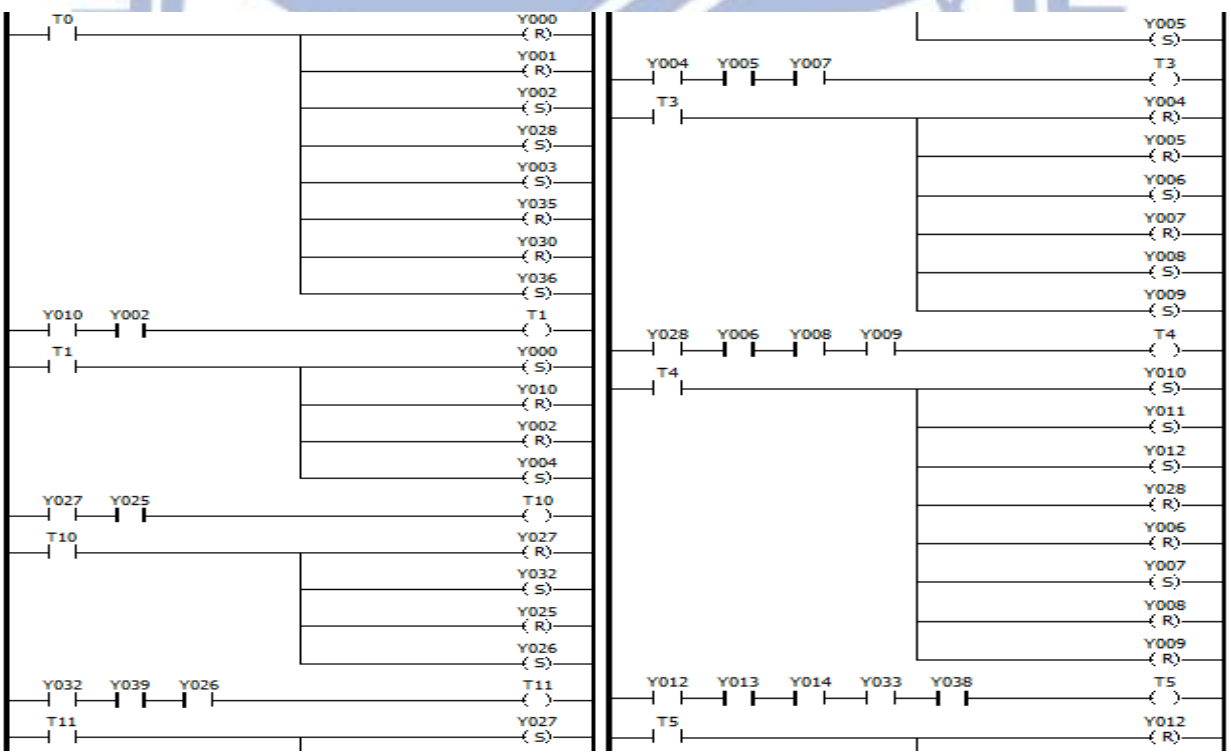 T0 Y000
( R)
Y001
( R)
Y002
( S)
Y028
( S)
Y003
( S)
Y035
( R)
Y030
( R)
Y036
( S)
Y010 Y002 T1
( )
T1 Y000
( S)
Y010
( R)
Y002
( R)
Y004
( S)
Y027 Y025 T10
( )
T10 Y027
( R)
Y032
( S)
Y025
( R)
Y026
( S)
Y032 Y039 Y026 T11
( )
T11 Y027
( S)
Y005
( S)
Y004 Y005 Y007 T3
( )
T3 Y004
( R)
Y005
( R)
Y006
( S)
Y007
( R)
Y008
( S)
Y009
( S)
Y028 Y006 Y008 Y009 T4
( )
T4 Y010
( S)
Y011
( S)
Y012
( S)
Y028
( R)
Y006
( R)
Y007
( S)
Y008
( R)
Y009
( R)
Y012 Y013 Y014 Y033 Y038 T5
( )
T5 Y012
( R)